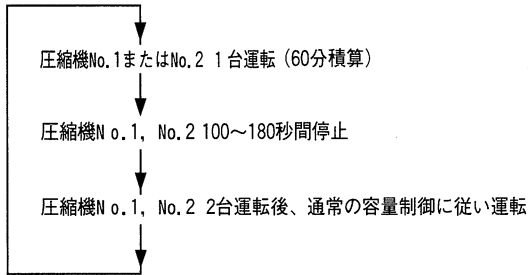 圧縮機No.1またはNo.2 1台運転（60分積算）
圧縮機No.1, No.2 100～180秒間停止
圧縮機No.1, No.2 2台運転後、通常の容量制御に従い運転